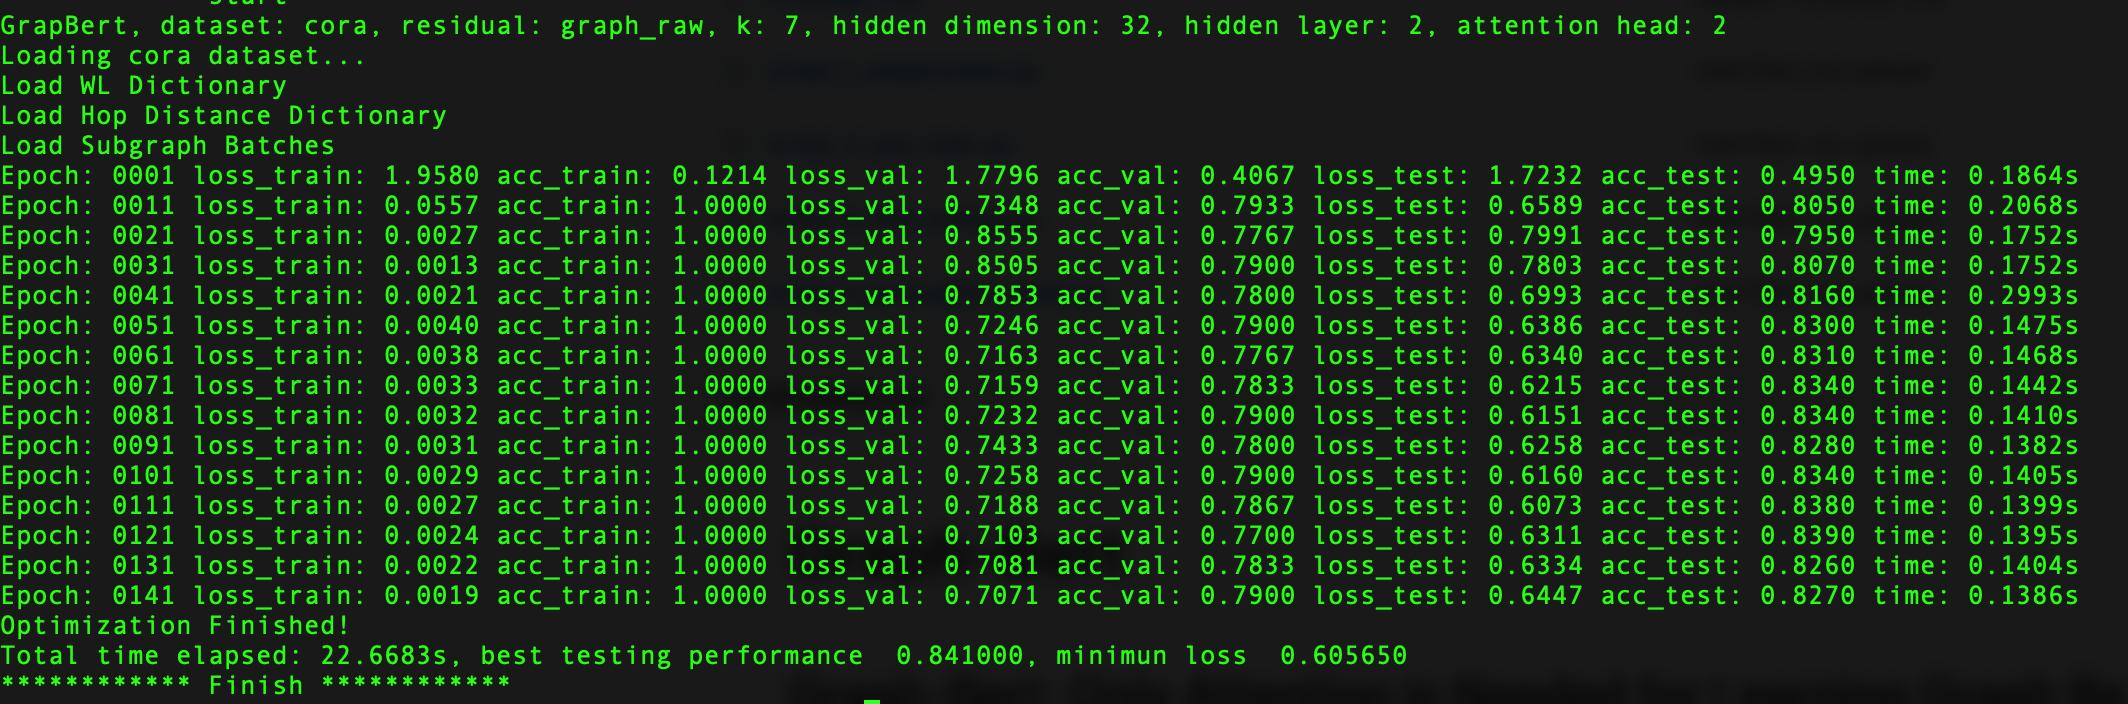 GrapBert, dataset: cora, residual: graph_raw, k: 7, hidden dimension: 32, hidden layer: 2, attention head: 2
Loading cora dataset...
Load WL Dictionary
Load Hop Distance Dictionary
Load Subgraph Batches
Epoch: 0001 loss_train: 1.9580 acc_train: 0.1214 loss_val: 1.7796 acc_val: 0.4067 loss_test: 1.7232 acc_test: 0.4950 time: 0.1864s
Epoch: 0011 loss_train: 0.0557 acc_train: 1.0000 loss_val: 0.7348 acc_val: 0.7933 loss_test: 0.6589 acc_test: 0.8050 time: 0.2068s
Epoch: 0021 loss_train: 0.0027 acc_train: 1.0000 loss_val: 0.8555 acc_val: 0.7767 loss_test: 0.7991 acc_test: 0.7950 time: 0.1752s
Epoch: 0031 loss_train: 0.0013 acc_train: 1.0000 loss_val: 0.8505 acc_val: 0.7900 loss_test: 0.7803 acc_test: 0.8070 time: 0.1752s
Epoch: 0041 loss_train: 0.0021 acc_train: 1.0000 loss_val: 0.7853 acc_val: 0.7800 loss_test: 0.6993 acc_test: 0.8160 time: 0.2993s
Epoch: 0051 loss_train: 0.0040 acc_train: 1.0000 loss_val: 0.7246 acc_val: 0.7900 loss_test: 0.6386 acc_test: 0.8300 time: 0.1475s
Epoch: 0061 loss_train: 0.0038 acc_train: 1.0000 loss_val: 0.7163 acc_val: 0.7767 loss_test: 0.6340 acc_test: 0.8310 time: 0.1468s
Epoch: 0071 loss_train: 0.0033 acc_train: 1.0000 loss_val: 0.7159 acc_val: 0.7833 loss_test: 0.6215 acc_test: 0.8340 time: 0.1442s
Epoch: 0081 loss_train: 0.0032 acc_train: 1.0000 loss_val: 0.7232 acc_val: 0.7900 loss_test: 0.6151 acc_test: 0.8340 time: 0.1410s
Epoch: 0091 loss_train: 0.0031 acc_train: 1.0000 loss_val: 0.7433 acc_val: 0.7800 loss_test: 0.6258 acc_test: 0.8280 time: 0.1382s
Epoch: 0101 loss_train: 0.0029 acc_train: 1.0000 loss_val: 0.7258 acc_val: 0.7900 loss_test: 0.6160 acc_test: 0.8340 time: 0.1405s
Epoch: 0111 loss_train: 0.0027 acc_train: 1.0000 loss_val: 0.7188 acc_val: 0.7867 loss_test: 0.6073 acc_test: 0.8380 time: 0.1399s
Epoch: 0121 loss_train: 0.0024 acc_train: 1.0000 loss_val: 0.7103 acc_val: 0.7700 loss_test: 0.6311 acc_test: 0.8390 time: 0.1395s
Epoch: 0131 loss_train: 0.0022 acc_train: 1.0000 loss_val: 0.7081 acc_val: 0.7833 loss_test: 0.6334 acc_test: 0.8260 time: 0.1404s
Epoch: 0141 loss_train: 0.0019 acc_train: 1.0000 loss_val: 0.7071 acc_val: 0.7900 loss_test: 0.6447 acc_test: 0.8270 time: 0.1386s
Optimization Finished!
Total time elapsed: 22.6683s, best testing performance  0.841000, minimun loss  0.605650
************ Finish ************